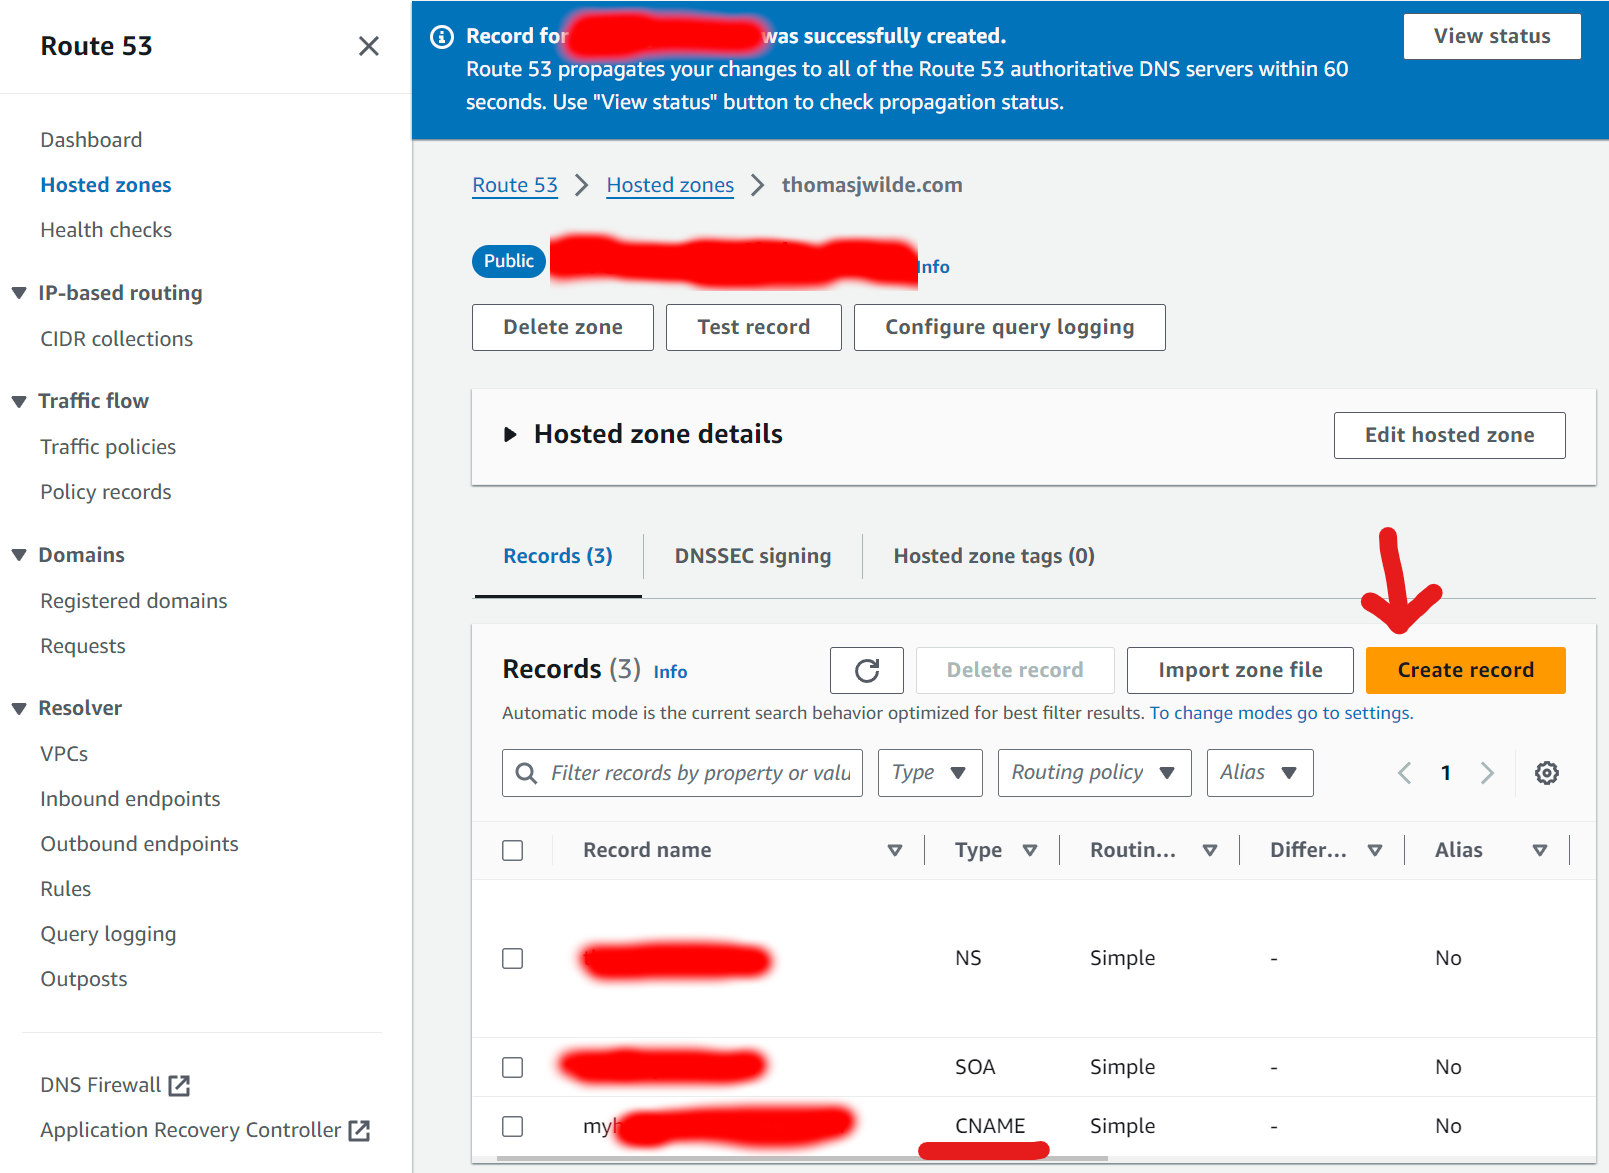 Route 53
Dashboard
Hosted zones
Health checks
IP-based routing
CIDR collections
Traffic flow
Traffic policies
Policy records
Domains
Registered domains
Requests
Resolver
VPCs
Inbound endpoints
Outbound endpoints
Rules
Query logging
Outposts
DNS Firewall
Application Recovery Controller
Record for was successfully created.
Route 53 propagates your changes to all of the Route 53 authoritative DNS servers within 60
seconds. Use "View status" button to check propagation status.
View status
Route 53 Hosted zones thomasjwilde.com
Public Info
Delete zone Test record Configure query logging
Hosted zone details Edit hosted zone
Records (3) DNSSEC signing Hosted zone tags (0)
Records (3) Info Delete record Import zone file Create record
Automatic mode is the current search behavior optimized for best filter results. To change modes go to settings.
Filter records by property or valu Type Routing policy Alias 1
Record name Type Routin... Differ... Alias
NS Simple - No
SOA Simple - No
CNAME Simple - No